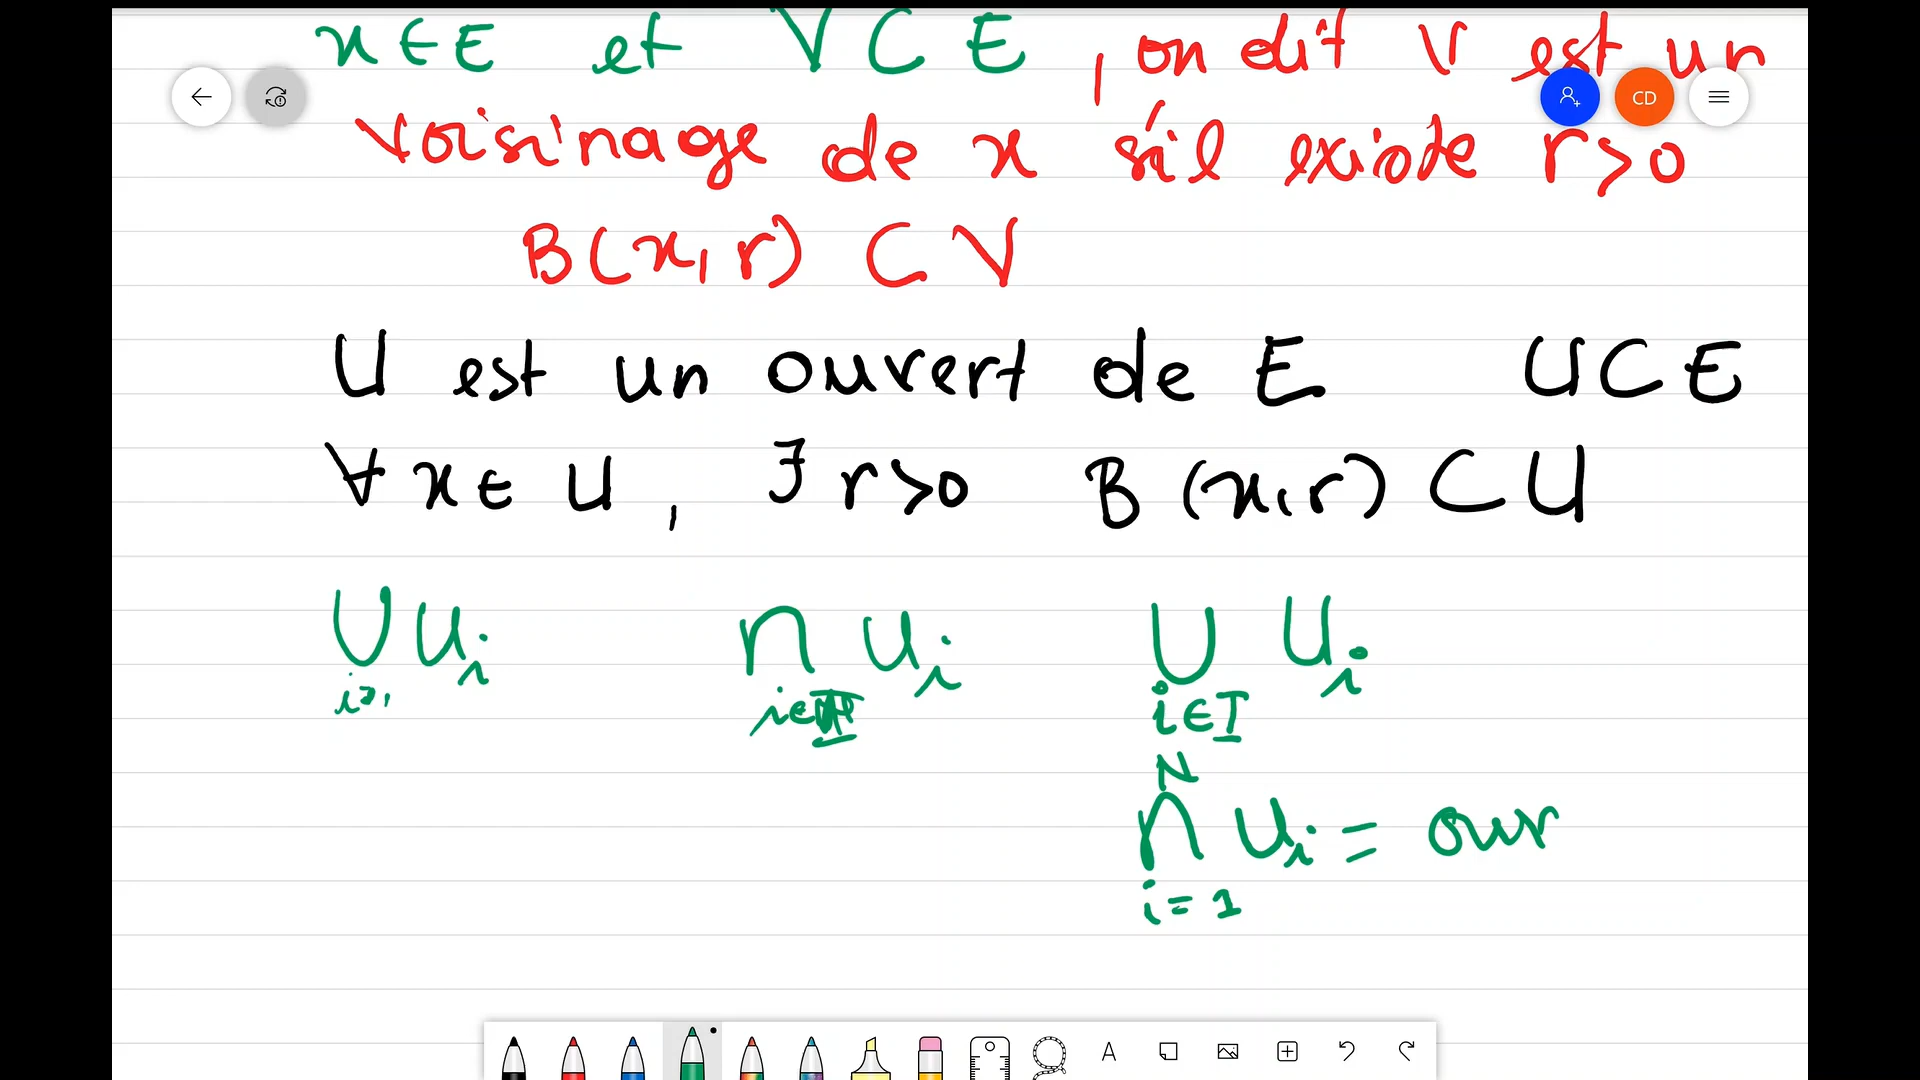 x ∈ E et V ⊂ E, on dit V est un
CD
voisinage de x s'il existe r>0
B(x, r) ⊂ V
U est un ouvert de E U ⊂ E
∀ x ∈ U, ∃ r>0 B(x, r) ⊂ U
∪ Ui ∩ Ui ∪ Ui
i≥1 i∈I i∈I
N
∩ Ui = ouv
i=1
A